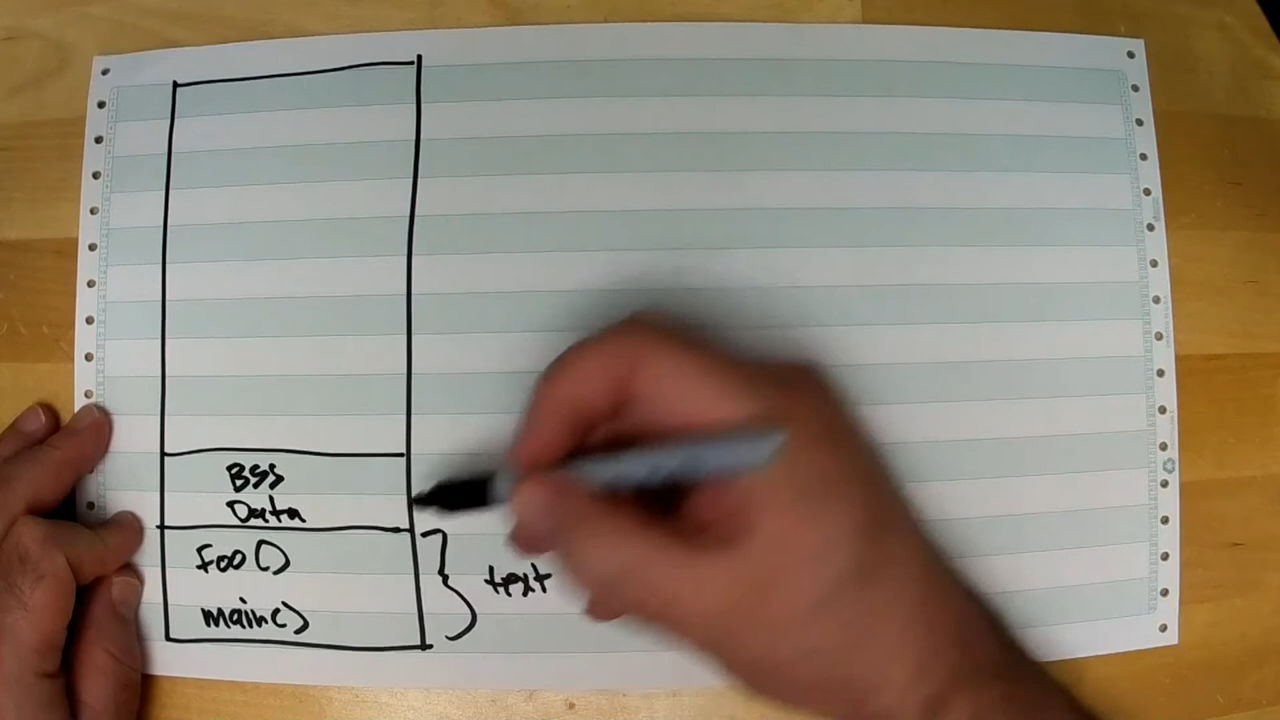 BSS
Data
foo()
main()
text